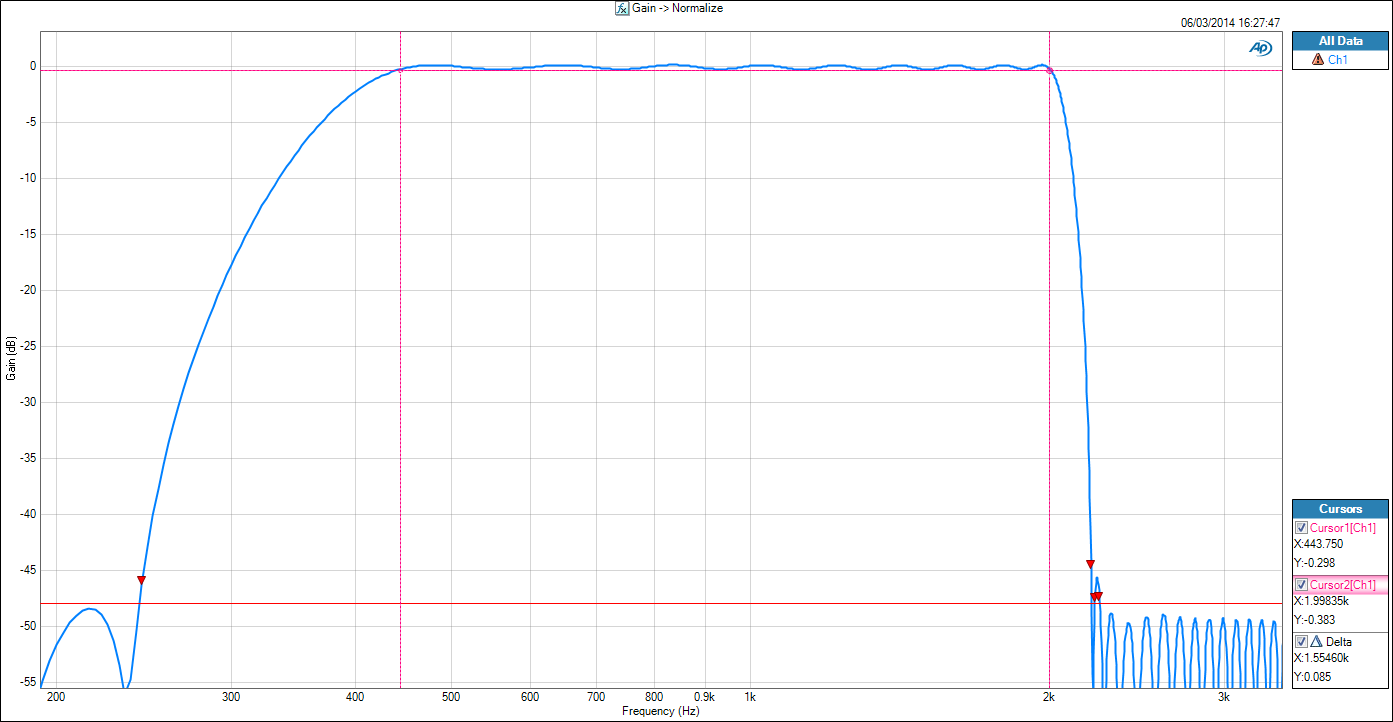 Gain -> Normalize
06/03/2014 16:27:47
AP
All Data
Ch1
0
-5
-10
-15
-20
-25
-30
-35
-40
-45
-50
-55
Gain (dB)
200 300 400 500 600 700 800 0.9k 1k 2k 3k
Frequency (Hz)
Cursors
Cursor1[Ch1]
X:443.750
Y:-0.298
Cursor2[Ch1]
X:1.99835k
Y:-0.383
Delta
X:1.55460k
Y:0.085